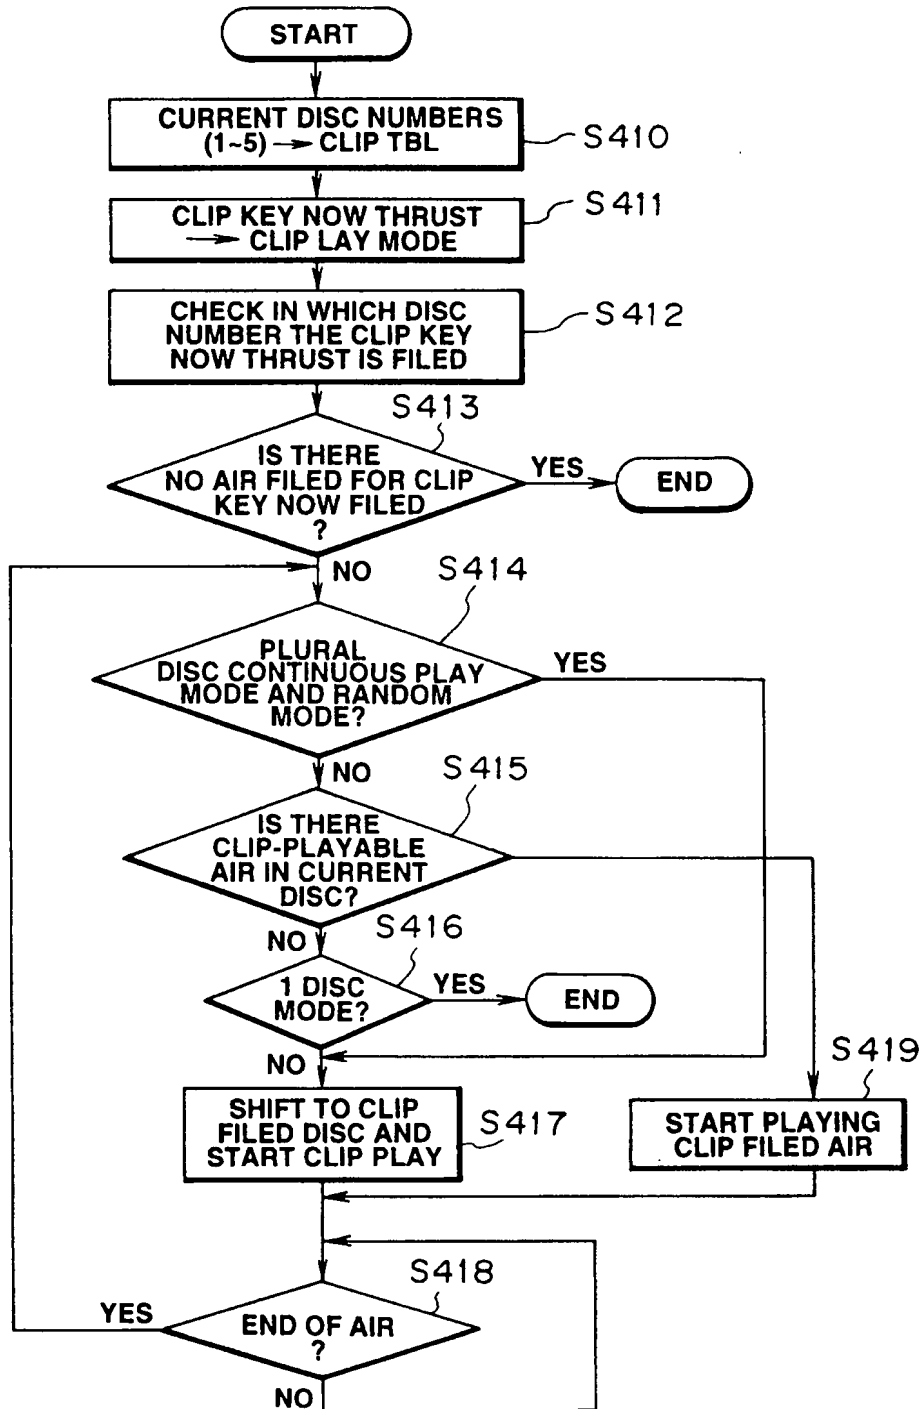 START
CURRENT DISC NUMBERS
(1~5) → CLIP TBL
S410
CLIP KEY NOW THRUST
→ CLIP LAY MODE
S411
CHECK IN WHICH DISC
NUMBER THE CLIP KEY
NOW THRUST IS FILED
S412
S413
IS THERE
NO AIR FILED FOR CLIP
KEY NOW FILED
?
YES
END
NO
S414
PLURAL
DISC CONTINUOUS PLAY
MODE AND RANDOM
MODE?
YES
NO
S415
IS THERE
CLIP-PLAYABLE
AIR IN CURRENT
DISC?
NO
S416
1 DISC
MODE?
YES
END
NO
SHIFT TO CLIP
FILED DISC AND
START CLIP PLAY
S417
S419
START PLAYING
CLIP FILED AIR
S418
YES
END OF AIR
?
NO